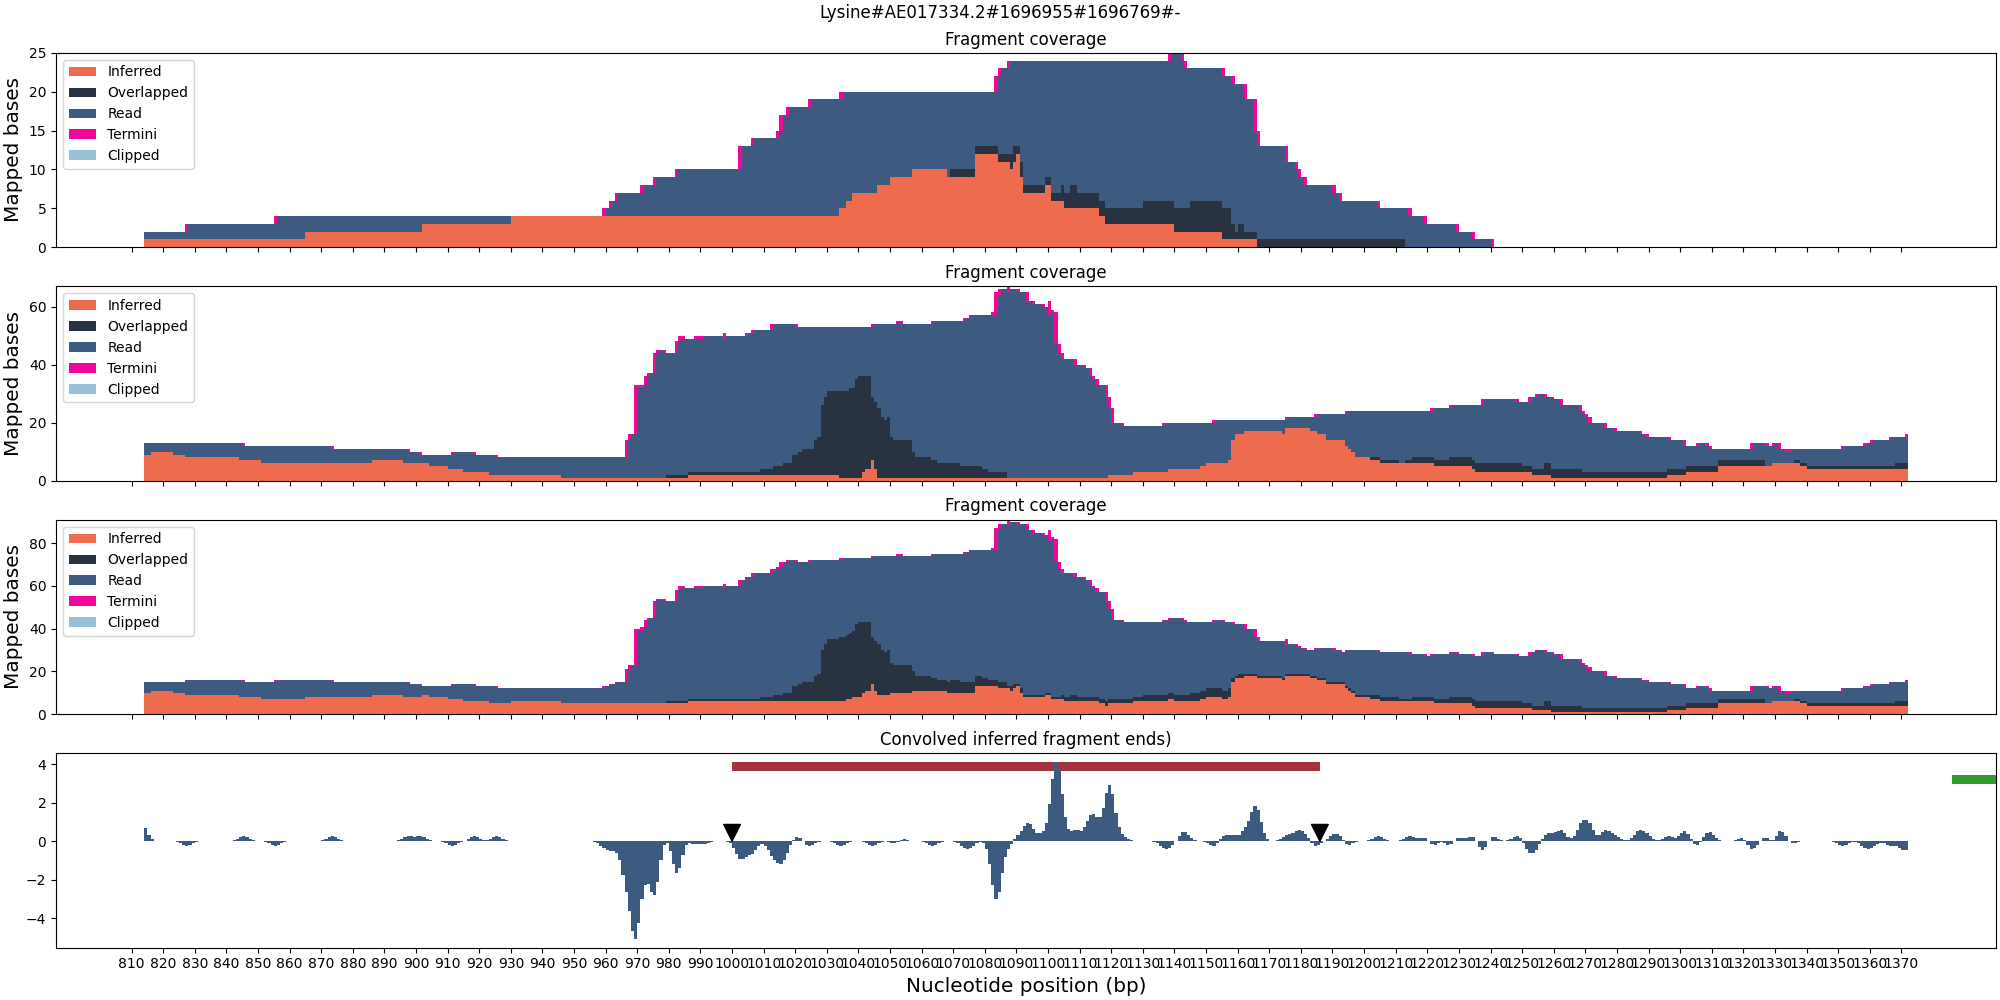 Lysine#AE017334.2#1696955#1696769#-
Fragment coverage
Mapped bases
25
20
15
10
5
0
Inferred
Overlapped
Read
Termini
Clipped
Fragment coverage
Mapped bases
60
40
20
0
Inferred
Overlapped
Read
Termini
Clipped
Fragment coverage
Mapped bases
80
60
40
20
0
Inferred
Overlapped
Read
Termini
Clipped
Convolved inferred fragment ends)
4
2
0
−2
−4
810 820 830 840 850 860 870 880 890 900 910 920 930 940 950 960 970 980 990 1000 1010 1020 1030 1040 1050 1060 1070 1080 1090 1100 1110 1120 1130 1140 1150 1160 1170 1180 1190 1200 1210 1220 1230 1240 1250 1260 1270 1280 1290 1300 1310 1320 1330 1340 1350 1360 1370
Nucleotide position (bp)